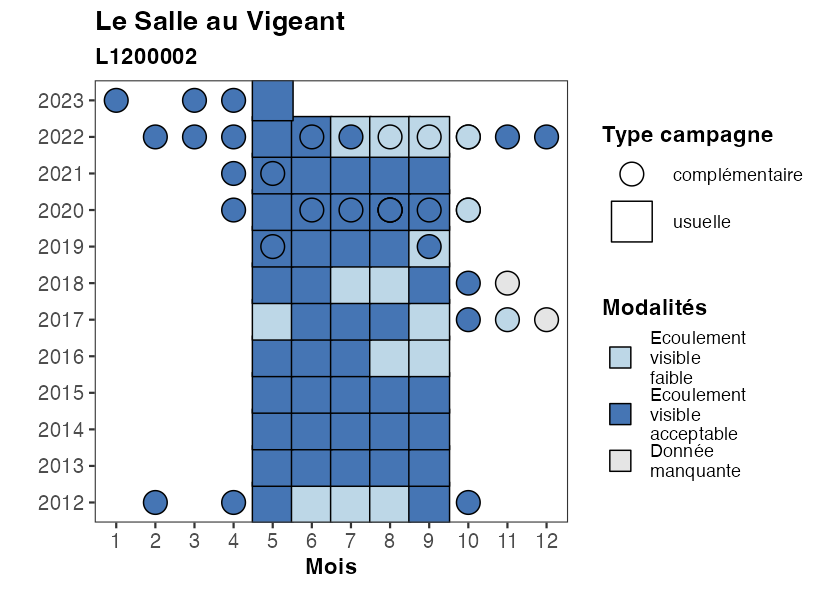 Le Salle au Vigeant
L1200002
2023
2022
2021
2020
2019
2018
2017
2016
2015
2014
2013
2012
1 2 3 4 5 6 7 8 9 10 11 12
Mois
Type campagne
complémentaire
usuelle
Modalités
Ecoulement
visible
faible
Ecoulement
visible
acceptable
Donnée
manquante